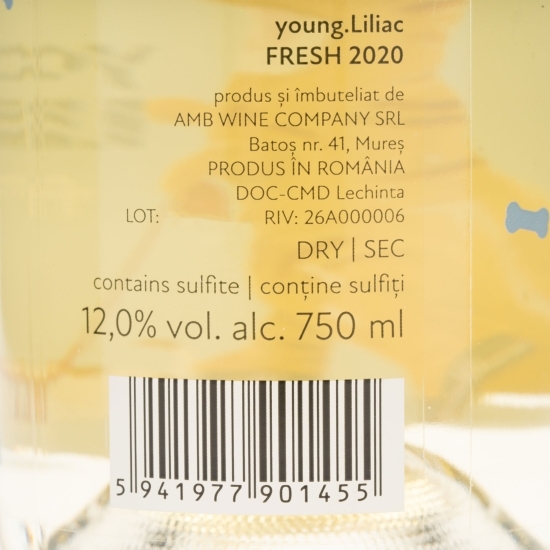 young.Liliac
FRESH 2020
produs și îmbuteliat de
AMB WINE COMPANY SRL
Batoș nr. 41, Mureș
PRODUS ÎN ROMÂNIA
DOC-CMD Lechinta
LOT: RIV: 26A000006
DRY | SEC
contains sulfite | conține sulfiți
12,0% vol. alc. 750 ml
5 941977 901455